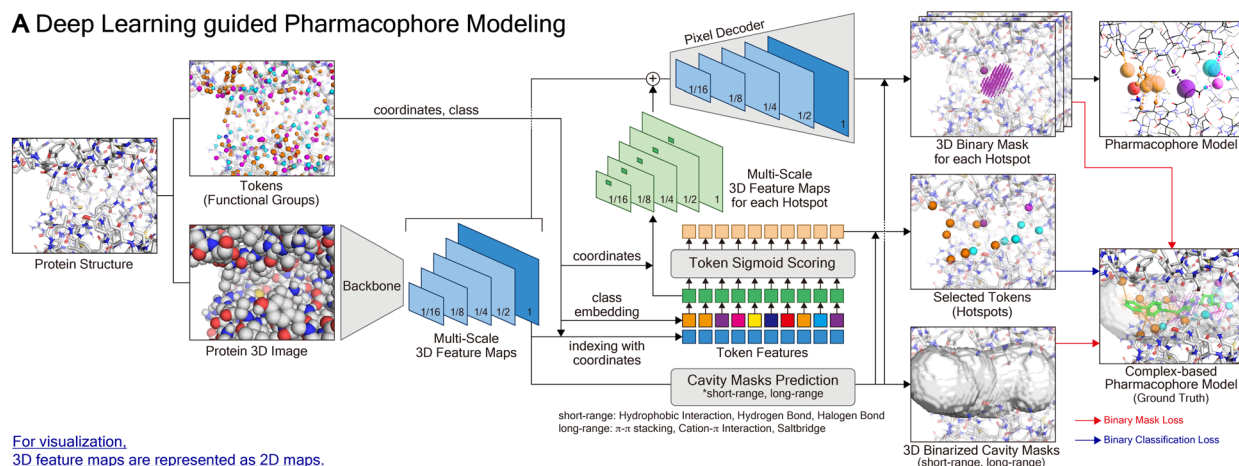 A Deep Learning guided Pharmacophore Modeling
Protein Structure
Tokens
(Functional Groups)
Protein 3D Image
coordinates, class
Backbone
1/16
1/8
1/4
1/2
1
Multi-Scale
3D Feature Maps
Pixel Decoder
1/16
1/8
1/4
1/2
1
1/16
1/8
1/4
1/2
1
Multi-Scale
3D Feature Maps
for each Hotspot
coordinates
class
embedding
indexing with
coordinates
Token Sigmoid Scoring
Token Features
Cavity Masks Prediction
*short-range, long-range
short-range: Hydrophobic Interaction, Hydrogen Bond, Halogen Bond
long-range: π-π stacking, Cation-π Interaction, Saltbridge
3D Binary Mask
for each Hotspot
Pharmacophore Model
Selected Tokens
(Hotspots)
3D Binarized Cavity Masks
(short-range, long-range)
Complex-based
Pharmacophore Model
(Ground Truth)
Binary Mask Loss
Binary Classification Loss
For visualization,
3D feature maps are represented as 2D maps.